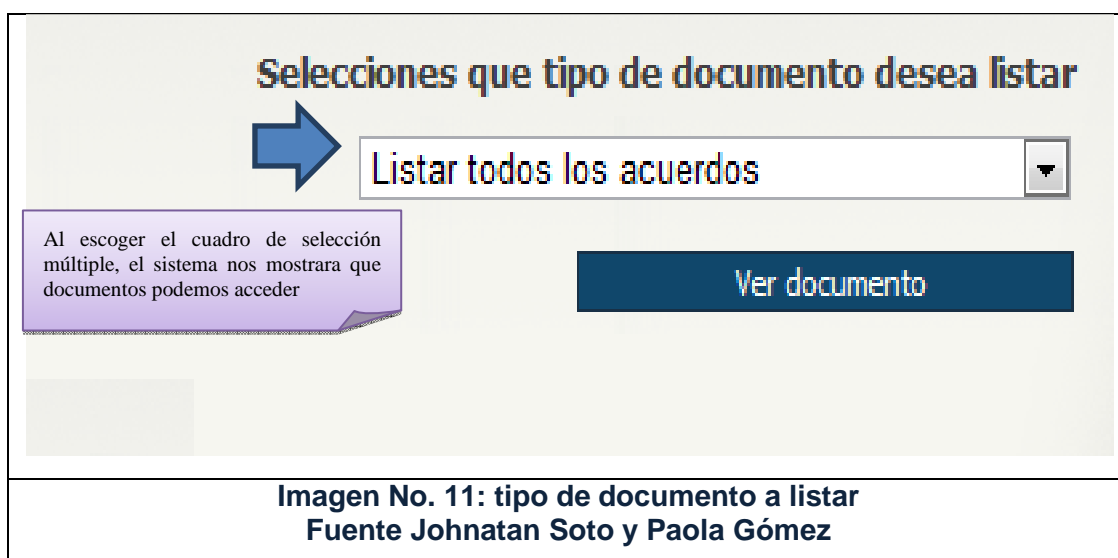 Selecciones que tipo de documento desea listar
Listar todos los acuerdos
Al escoger el cuadro de selección
múltiple, el sistema nos mostrara que
documentos podemos acceder
Ver documento
Imagen No. 11: tipo de documento a listar
Fuente Johnatan Soto y Paola Gómez